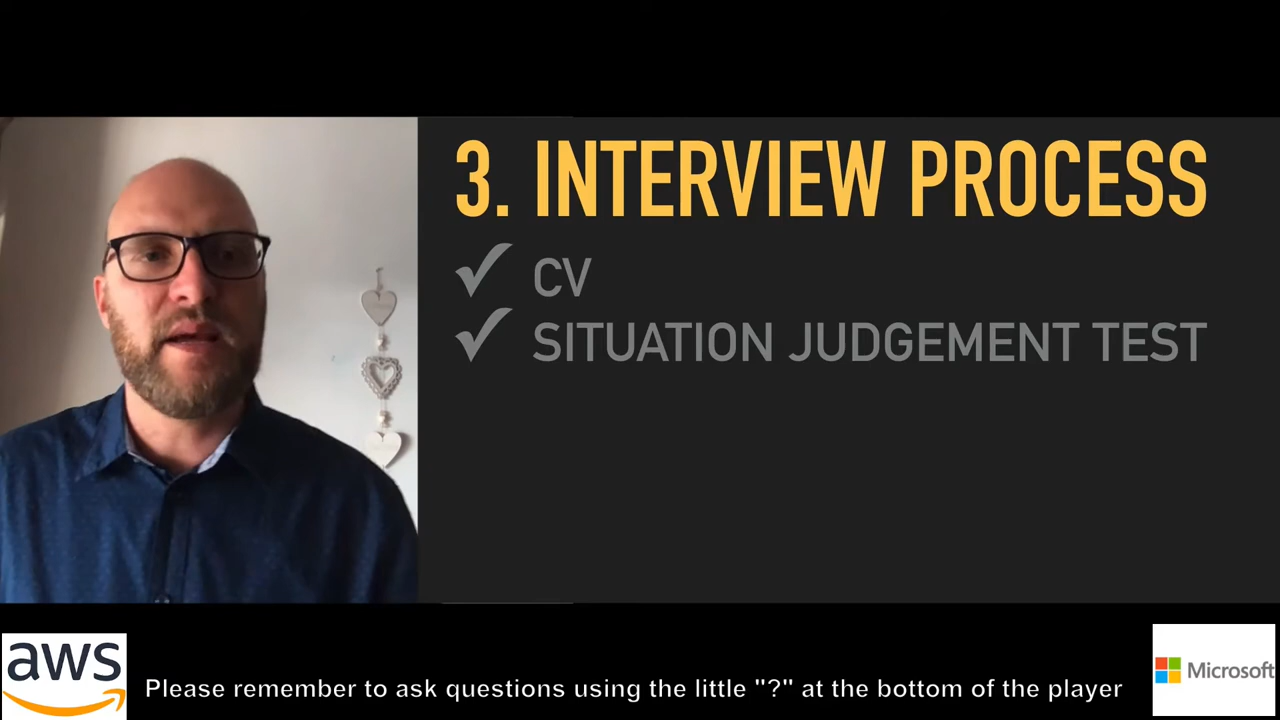 3. INTERVIEW PROCESS
CV
SITUATION JUDGEMENT TEST
aws
Please remember to ask questions using the little "?" at the bottom of the player
Microsoft